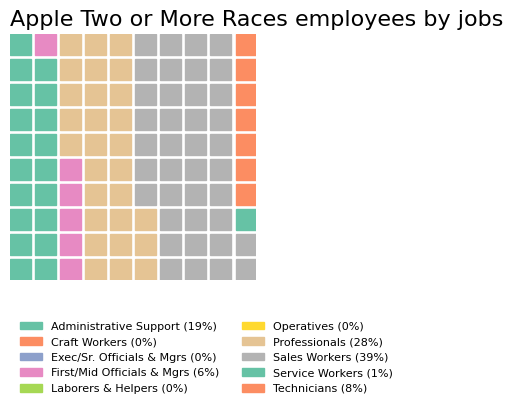 Apple Two or More Races employees by jobs
Administrative Support (19%)
Craft Workers (0%)
Exec/Sr. Officials & Mgrs (0%)
First/Mid Officials & Mgrs (6%)
Laborers & Helpers (0%)
Operatives (0%)
Professionals (28%)
Sales Workers (39%)
Service Workers (1%)
Technicians (8%)